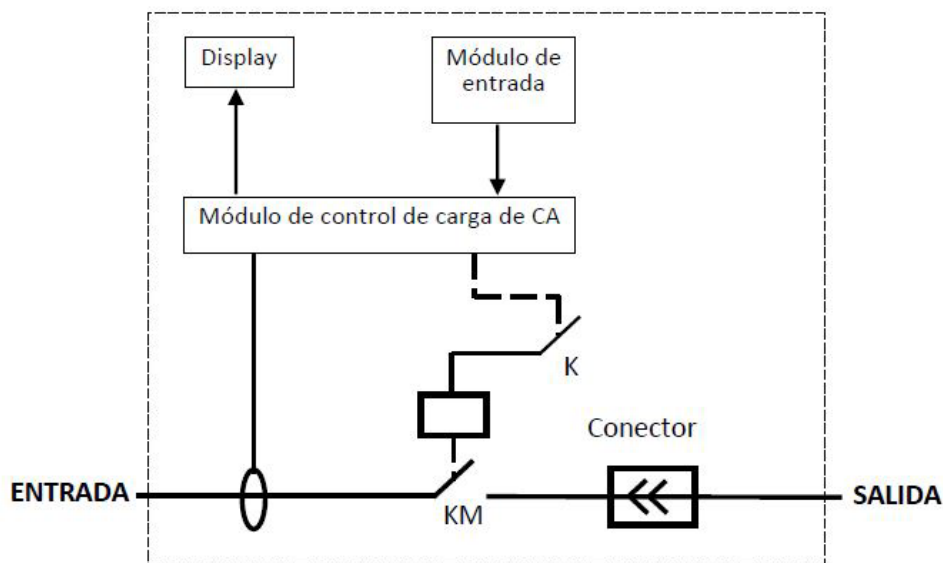 Display
Módulo de
entrada
Módulo de control de carga de CA
K
Conector
ENTRADA
KM
SALIDA